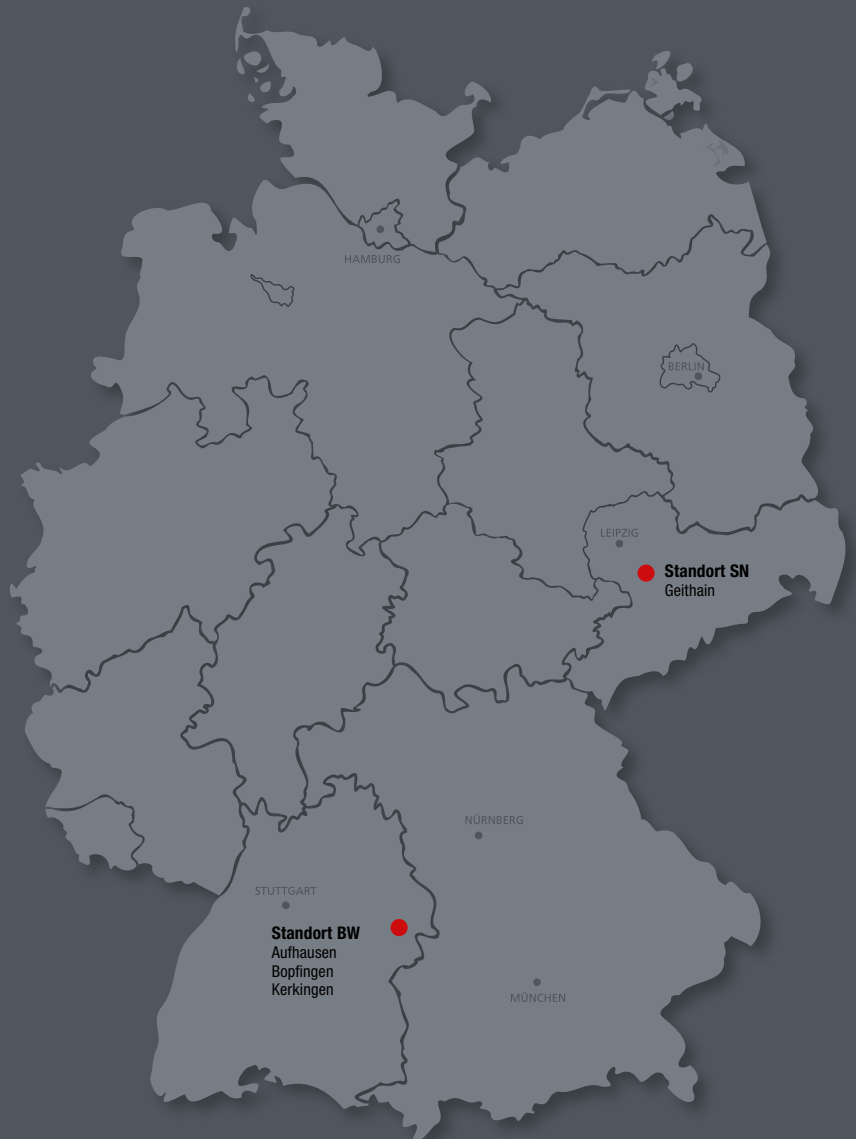 HAMBURG
BERLIN
LEIPZIG
Standort SN
Geithain
NÜRNBERG
STUTTGART
Standort BW
Aufhausen
Bopfingen
Kerkingen
MÜNCHEN